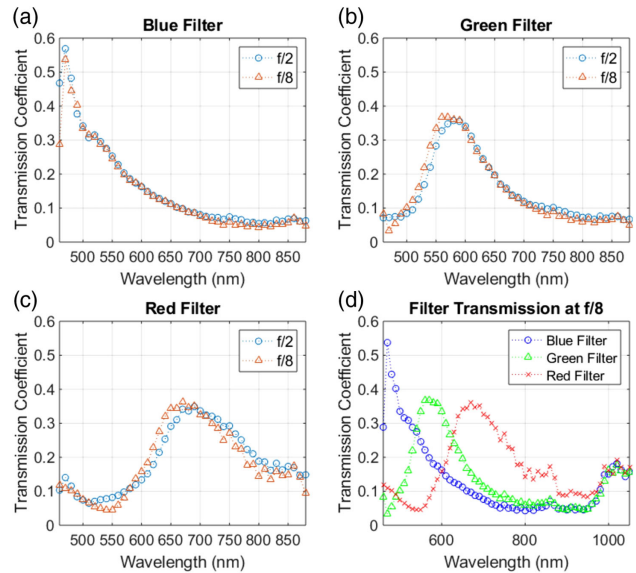 (a)
Blue Filter
Transmission Coefficient
0.6
0.5
0.4
0.3
0.2
0.1
0
f/2
f/8
500 550 600 650 700 750 800 850
Wavelength (nm)
(b)
Green Filter
Transmission Coefficient
0.6
0.5
0.4
0.3
0.2
0.1
0
f/2
f/8
500 550 600 650 700 750 800 850
Wavelength (nm)
(c)
Red Filter
Transmission Coefficient
0.6
0.5
0.4
0.3
0.2
0.1
0
f/2
f/8
500 550 600 650 700 750 800 850
Wavelength (nm)
(d)
Filter Transmission at f/8
Transmission Coefficient
0.6
0.5
0.4
0.3
0.2
0.1
0
Blue Filter
Green Filter
Red Filter
600 800 1000
Wavelength (nm)